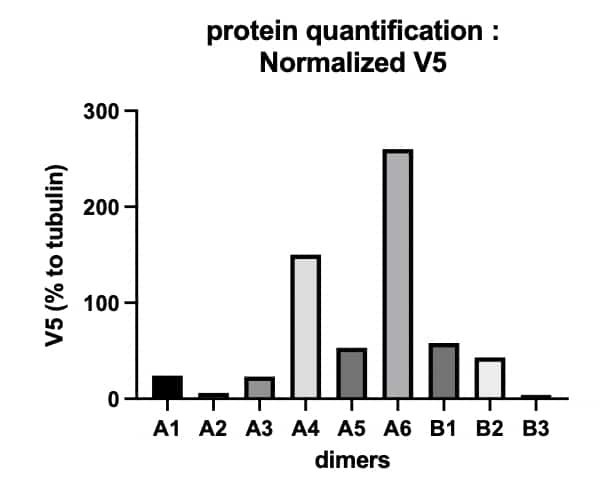 protein quantification :
Normalized V5
V5 (% to tubulin)
300
200
100
0
A1 A2 A3 A4 A5 A6 B1 B2 B3
dimers